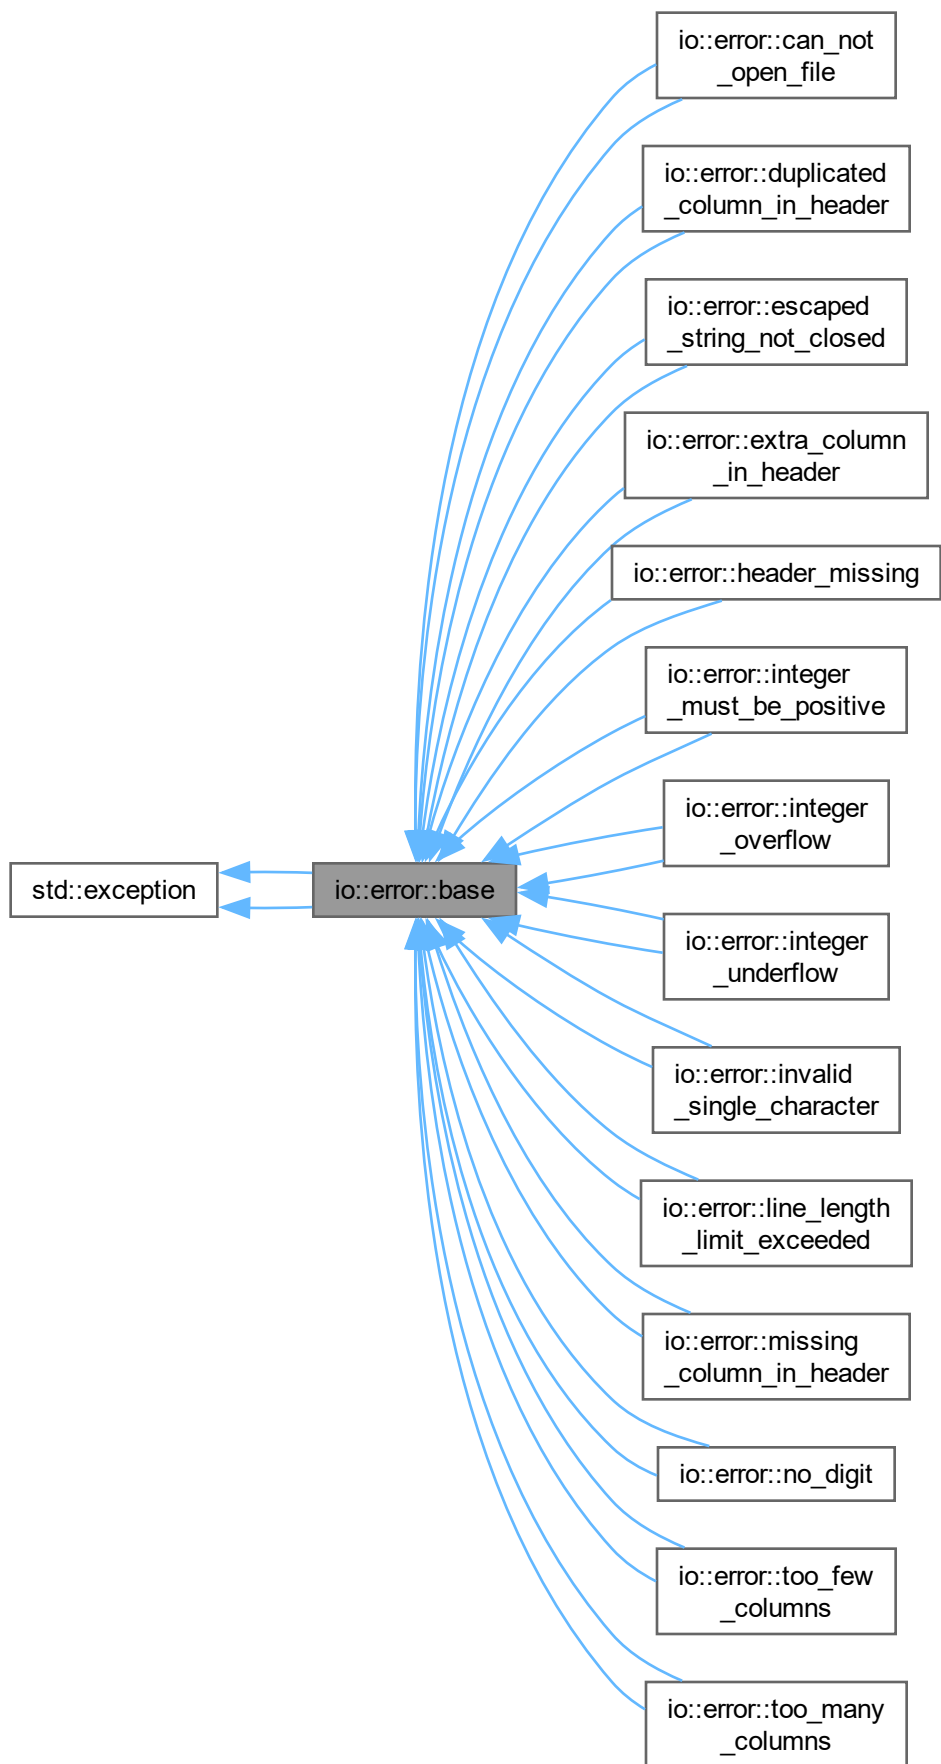 io::error::can_not
_open_file
io::error::duplicated
_column_in_header
io::error::escaped
_string_not_closed
io::error::extra_column
_in_header
io::error::header_missing
io::error::integer
_must_be_positive
io::error::integer
_overflow
std::exception
io::error::base
io::error::integer
_underflow
io::error::invalid
_single_character
io::error::line_length
_limit_exceeded
io::error::missing
_column_in_header
io::error::no_digit
io::error::too_few
_columns
io::error::too_many
_columns